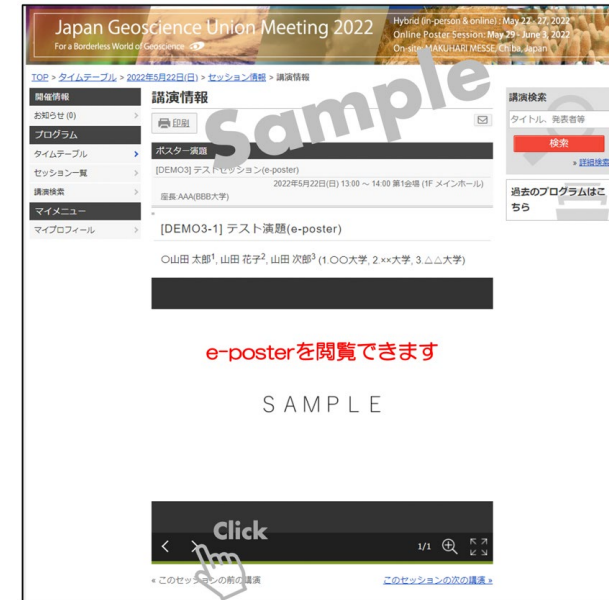 Japan Geoscience Union Meeting 2022
For a Borderless World of Geoscience
Hybrid (in-person & online) : May 22 - 27, 2022
Online Poster Session: May 29 - June 3, 2022
On-site: MAKUHARI MESSE, Chiba, Japan
TOP > タイムテーブル > 2022年5月22日(日) > セッション情報 > 講演情報
開催情報
お知らせ (0)
プログラム
タイムテーブル
セッション一覧
講演検索
マイメニュー
マイプロフィール
講演情報
印刷
Sample
ポスター演題
[DEMO3] テストセッション(e-poster)
2022年5月22日(日) 13:00 ～ 14:00 第1会場 (1F メインホール)
座長:AAA(BBB大学)
[DEMO3-1] テスト演題(e-poster)
○山田 太郎1, 山田 花子2, 山田 次郎3 (1.○○大学, 2.××大学, 3.△△大学)
e-posterを閲覧できます
SAMPLE
Click
1/1
« このセッションの前の講演
このセッションの次の講演 »
講演検索
タイトル、発表者等
検索
» 詳細検索
過去のプログラムはこ
ちら